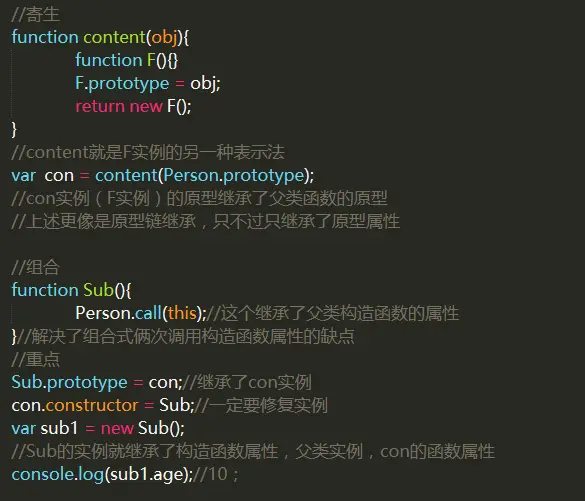 //寄生
function content(obj){
function F(){}
F.prototype = obj;
return new F();
}
//content就是F实例的另一种表示法
var  con = content(Person.prototype);
//con实例（F实例）的原型继承了父类函数的原型
//上述更像是原型链继承，只不过只继承了原型属性
//组合
function Sub(){
Person.call(this);//这个继承了父类构造函数的属性
}//解决了组合式俩次调用构造函数属性的缺点
//重点
Sub.prototype = con;//继承了con实例
con.constructor = Sub;//一定要修复实例
var sub1 = new Sub();
//Sub的实例就继承了构造函数属性，父类实例，con的函数属性
console.log(sub1.age);//10；